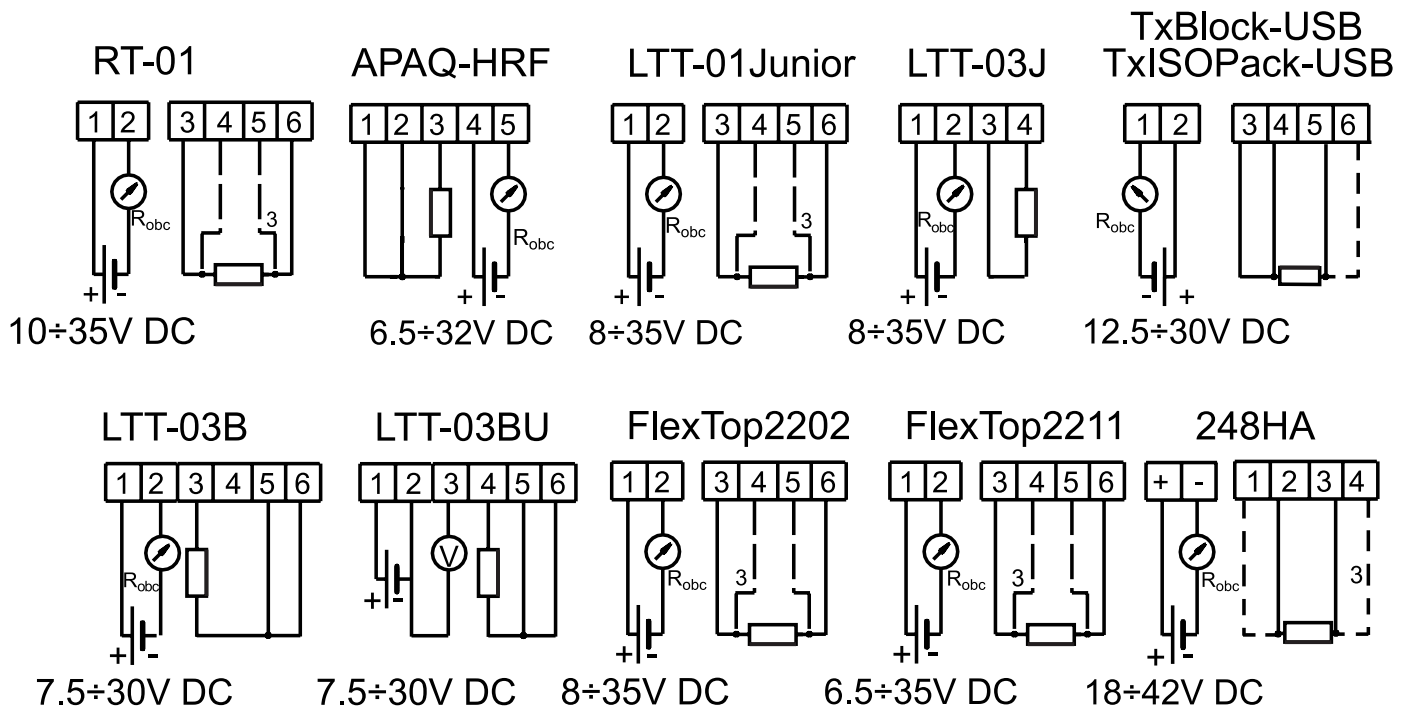 TxBlock-USB
RT-01 APAQ-HRF LTT-01Junior LTT-03J TxISOPack-USB
1 2 3 4 5 6 1 2 3 4 5 1 2 3 4 5 6 1 2 3 4 1 2 3 4 5 6
Robc 3 Robc Robc 3 Robc Robc
+ - + - + - + - - +
10÷35V DC 6.5÷32V DC 8÷35V DC 8÷35V DC 12.5÷30V DC
LTT-03B LTT-03BU FlexTop2202 FlexTop2211 248HA
1 2 3 4 5 6 1 2 3 4 5 6 1 2 3 4 5 6 1 2 3 4 5 6 + - 1 2 3 4
V
Robc + - 3 Robc 3 Robc Robc 3
+ - + - + - + -
7.5÷30V DC 7.5÷30V DC 8÷35V DC 6.5÷35V DC 18÷42V DC